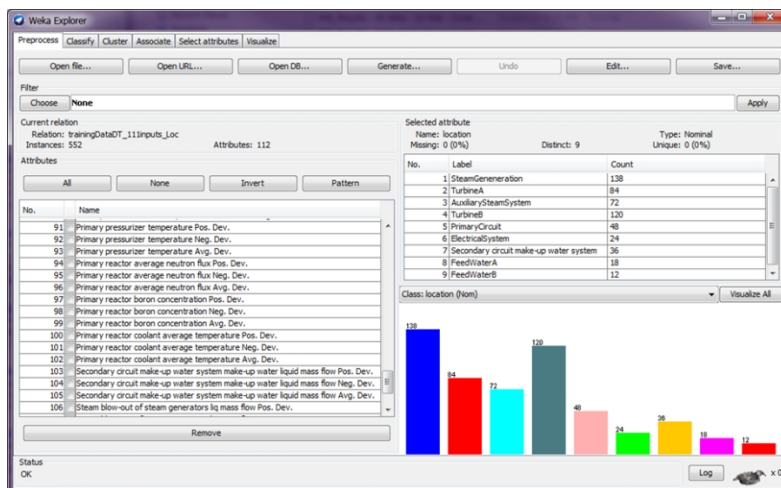 Weka Explorer
Preprocess Classify Cluster Associate Select attributes Visualize
Open file... Open URL... Open DB... Generate... Undo Edit... Save...
Filter
Choose None Apply
Current relation
Relation: trainingDataDT_111inputs_Loc
Instances: 552 Attributes: 112
Attributes
All None Invert Pattern
No. Name
91 Primary pressurizer temperature Pos. Dev.
92 Primary pressurizer temperature Neg. Dev.
93 Primary pressurizer temperature Avg. Dev.
94 Primary reactor average neutron flux Pos. Dev.
95 Primary reactor average neutron flux Neg. Dev.
96 Primary reactor average neutron flux Avg. Dev.
97 Primary reactor boron concentration Pos. Dev.
98 Primary reactor boron concentration Neg. Dev.
99 Primary reactor boron concentration Avg. Dev.
100 Primary reactor coolant average temperature Pos. Dev.
101 Primary reactor coolant average temperature Neg. Dev.
102 Primary reactor coolant average temperature Avg. Dev.
103 Secondary circuit make-up water system make-up water liquid mass flow Pos. Dev.
104 Secondary circuit make-up water system make-up water liquid mass flow Neg. Dev.
105 Secondary circuit make-up water system make-up water liquid mass flow Avg. Dev.
106 Steam blow-out of steam generators liq mass flow Pos. Dev.
Remove
Selected attribute
Name: location Type: Nominal
Missing: 0 (0%) Distinct: 9 Unique: 0 (0%)
No. Label Count
1 SteamGeneneration 138
2 TurbineA 84
3 AuxiliarySteamSystem 72
4 TurbineB 120
5 PrimaryCircuit 48
6 ElectricalSystem 24
7 Secondary circuit make-up water system 36
8 FeedWaterA 18
9 FeedWaterB 12
Class: location (Nom) Visualize All
138
84
72
120
48
24
36
18
12
Status
OK
Log x 0